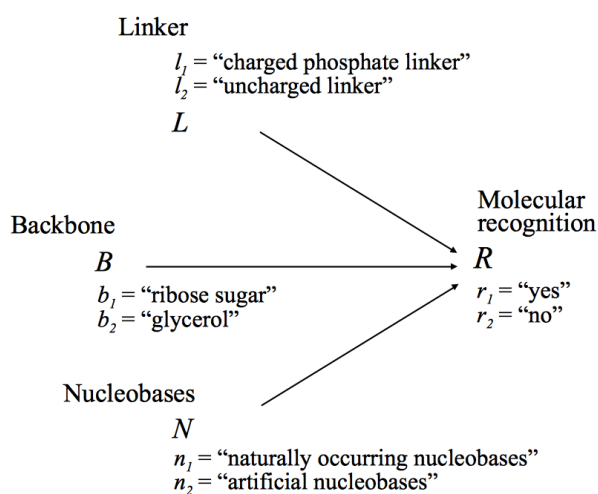 Linker
l₁ = “charged phosphate linker”
l₂ = “uncharged linker”
L
Molecular
recognition
R
r₁ = “yes”
r₂ = “no”
Backbone
B
b₁ = “ribose sugar”
b₂ = “glycerol”
Nucleobases
N
n₁ = “naturally occurring nucleobases”
n₂ = “artificial nucleobases”